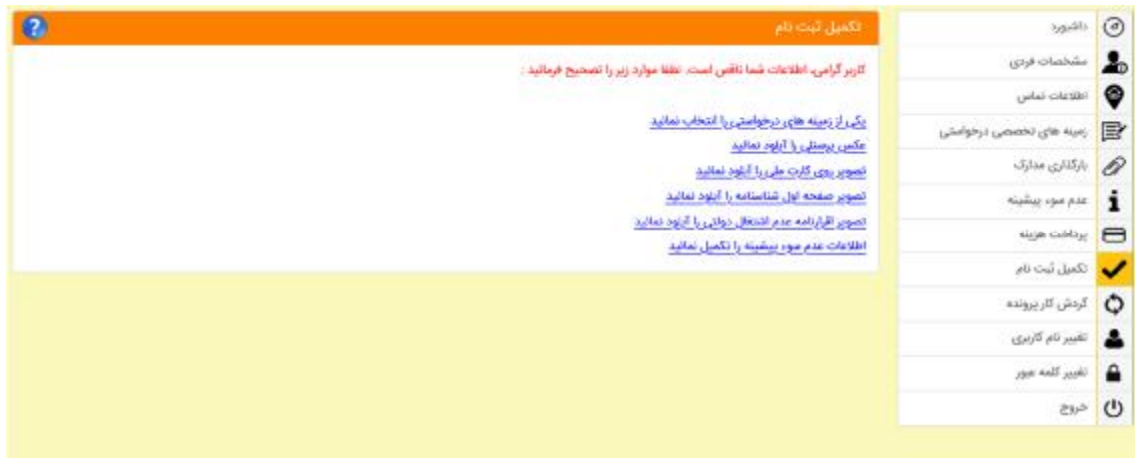 تکمیل ثبت نام
کاربر گرامی، اطلاعات شما ناقص است. لطفا موارد زیر را تصحیح فرمائید :
یکی از زمینه های درخواستی را انتخاب نمائید
عکس پرسنلی را آپلود نمائید
تصویر روی کارت ملی را آپلود نمائید
تصویر صفحه اول شناسنامه را آپلود نمائید
تصویر اقرارنامه عدم اشتغال دولتی را آپلود نمائید
اطلاعات عدم سوء پیشینه را تکمیل نمائید
داشبورد
مشخصات فردی
اطلاعات تماس
زمینه های تخصصی درخواستی
بارگذاری مدارک
عدم سوء پیشینه
پرداخت هزینه
تکمیل ثبت نام
گردش کار پرونده
تغییر نام کاربری
تغییر کلمه عبور
خروج